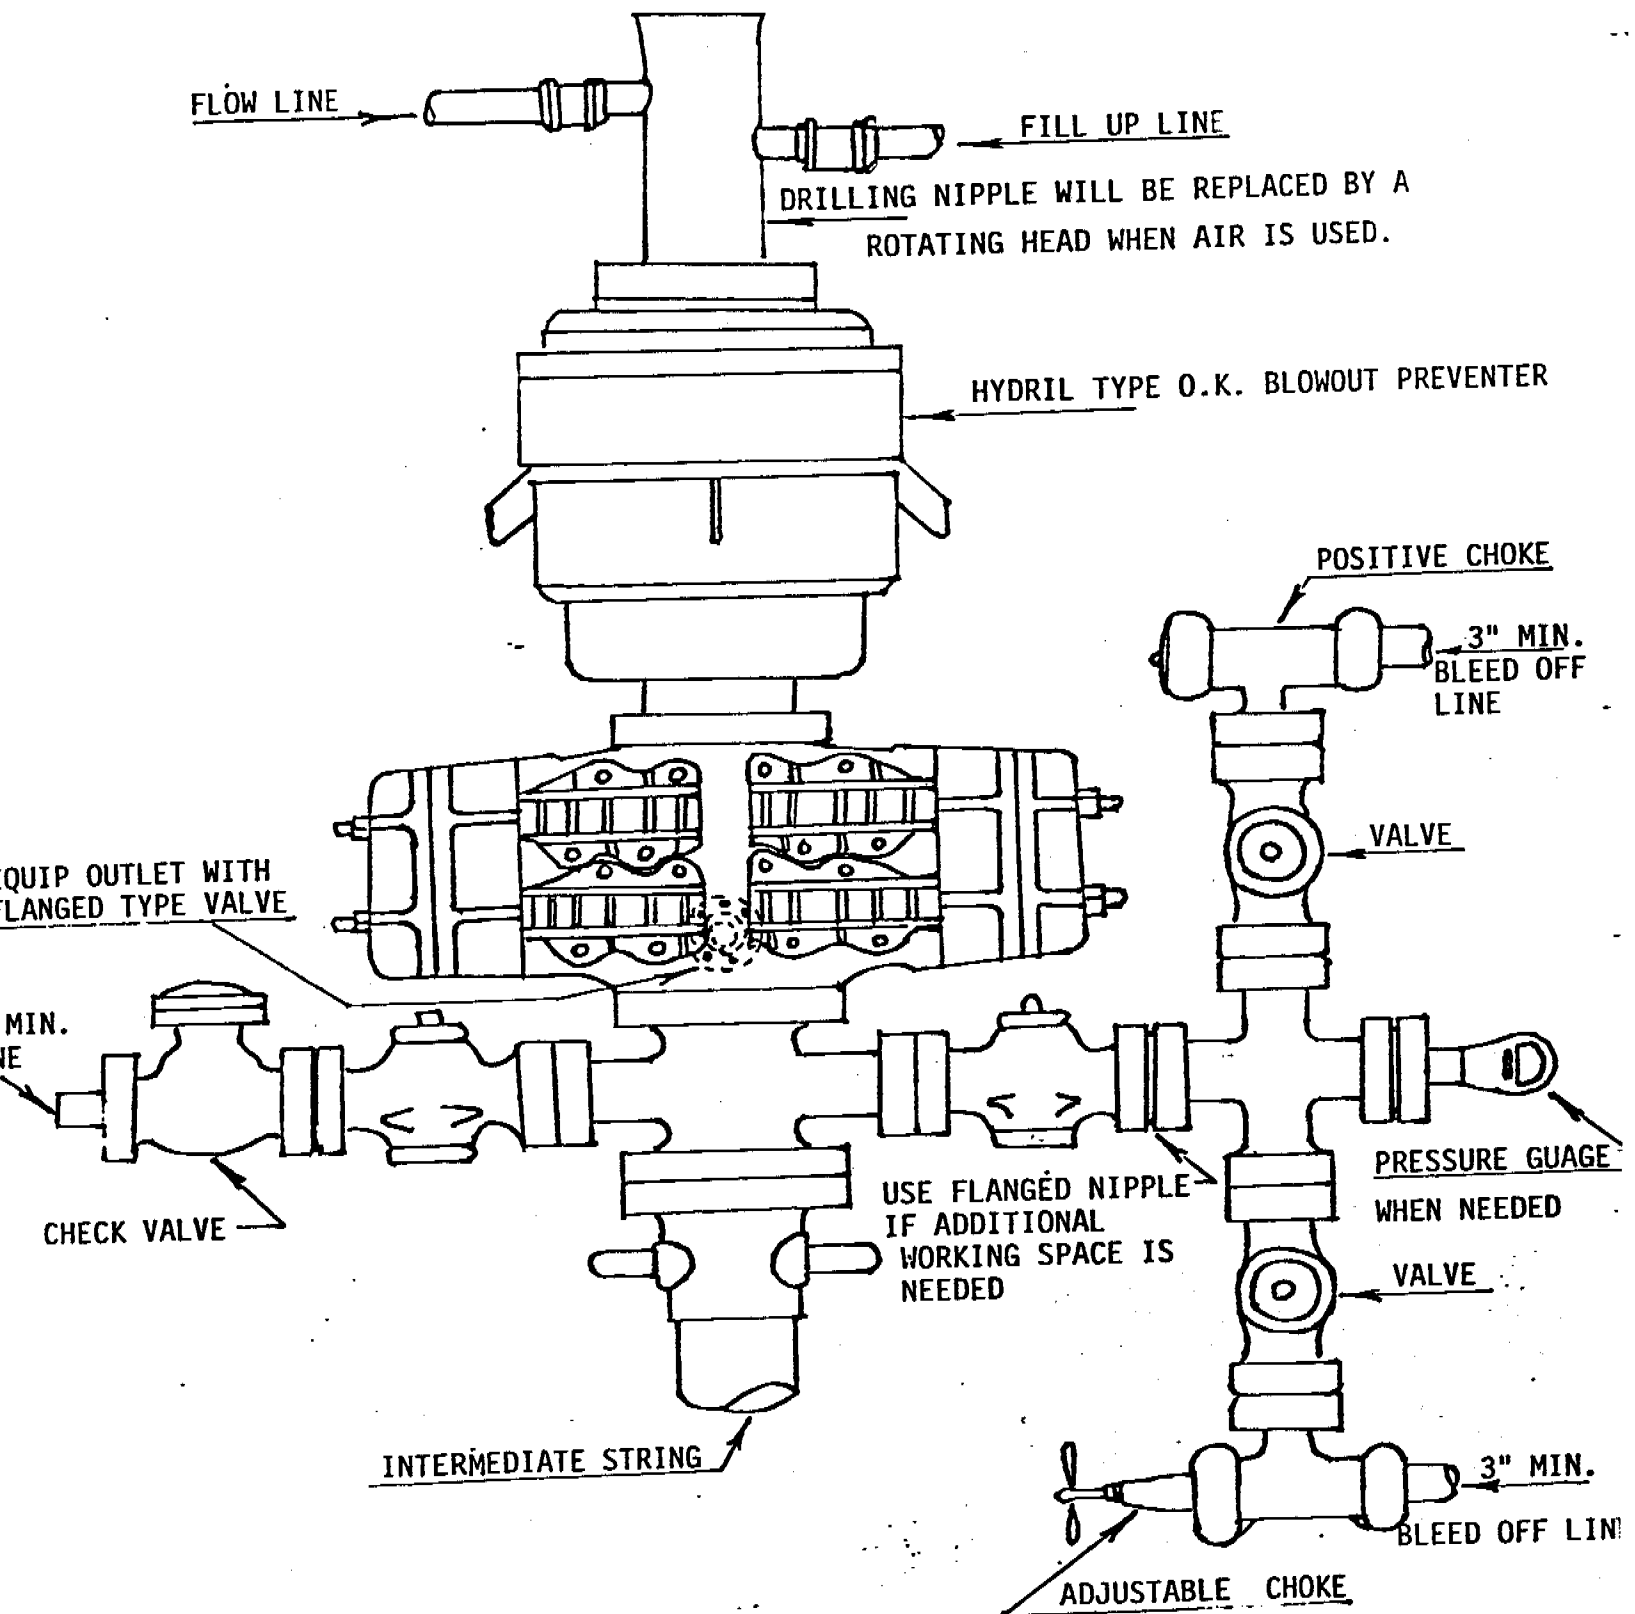 FLOW LINE
FILL UP LINE
DRILLING NIPPLE WILL BE REPLACED BY A
ROTATING HEAD WHEN AIR IS USED.
HYDRIL TYPE O.K. BLOWOUT PREVENTER
POSITIVE CHOKE
3" MIN.
BLEED OFF
LINE
VALVE
QUIP OUTLET WITH
FLANGED TYPE VALVE
MIN.
NE
CHECK VALVE
USE FLANGED NIPPLE
IF ADDITIONAL
WORKING SPACE IS
NEEDED
PRESSURE GUAGE
WHEN NEEDED
VALVE
INTERMEDIATE STRING
3" MIN.
BLEED OFF LIN
ADJUSTABLE CHOKE